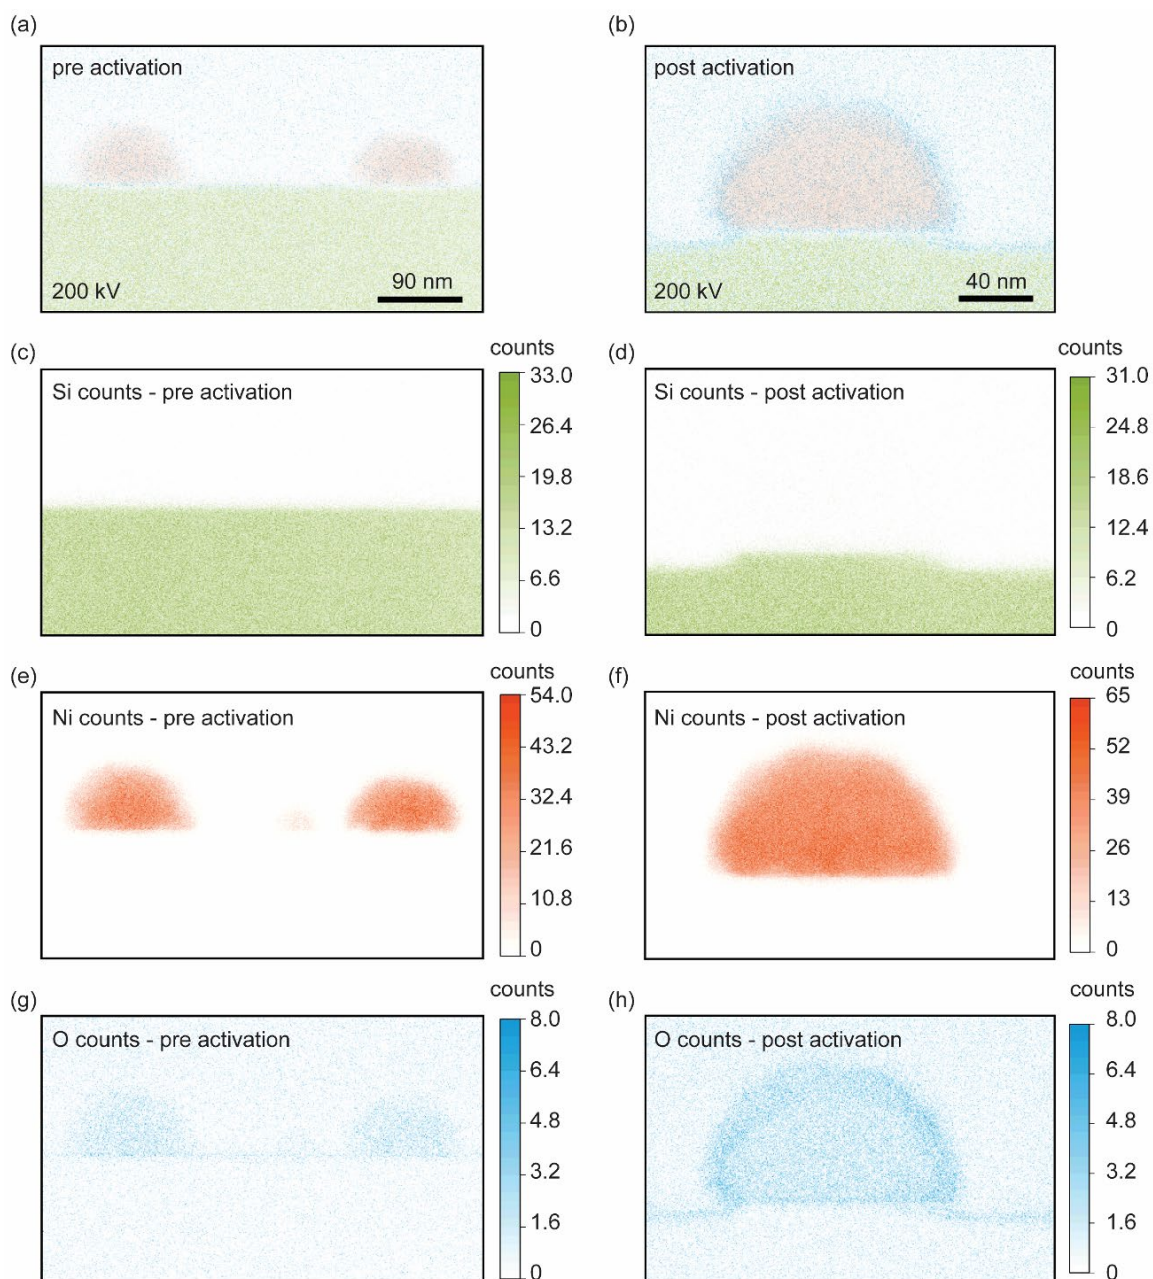 (a)
pre activation
200 kV
90 nm
(b)
post activation
200 kV
40 nm
(c)
Si counts - pre activation
counts
33.0
26.4
19.8
13.2
6.6
0
(d)
Si counts - post activation
counts
31.0
24.8
18.6
12.4
6.2
0
(e)
Ni counts - pre activation
counts
54.0
43.2
32.4
21.6
10.8
0
(f)
Ni counts - post activation
counts
65
52
39
26
13
0
(g)
O counts - pre activation
counts
8.0
6.4
4.8
3.2
1.6
0
(h)
O counts - post activation
counts
8.0
6.4
4.8
3.2
1.6
0